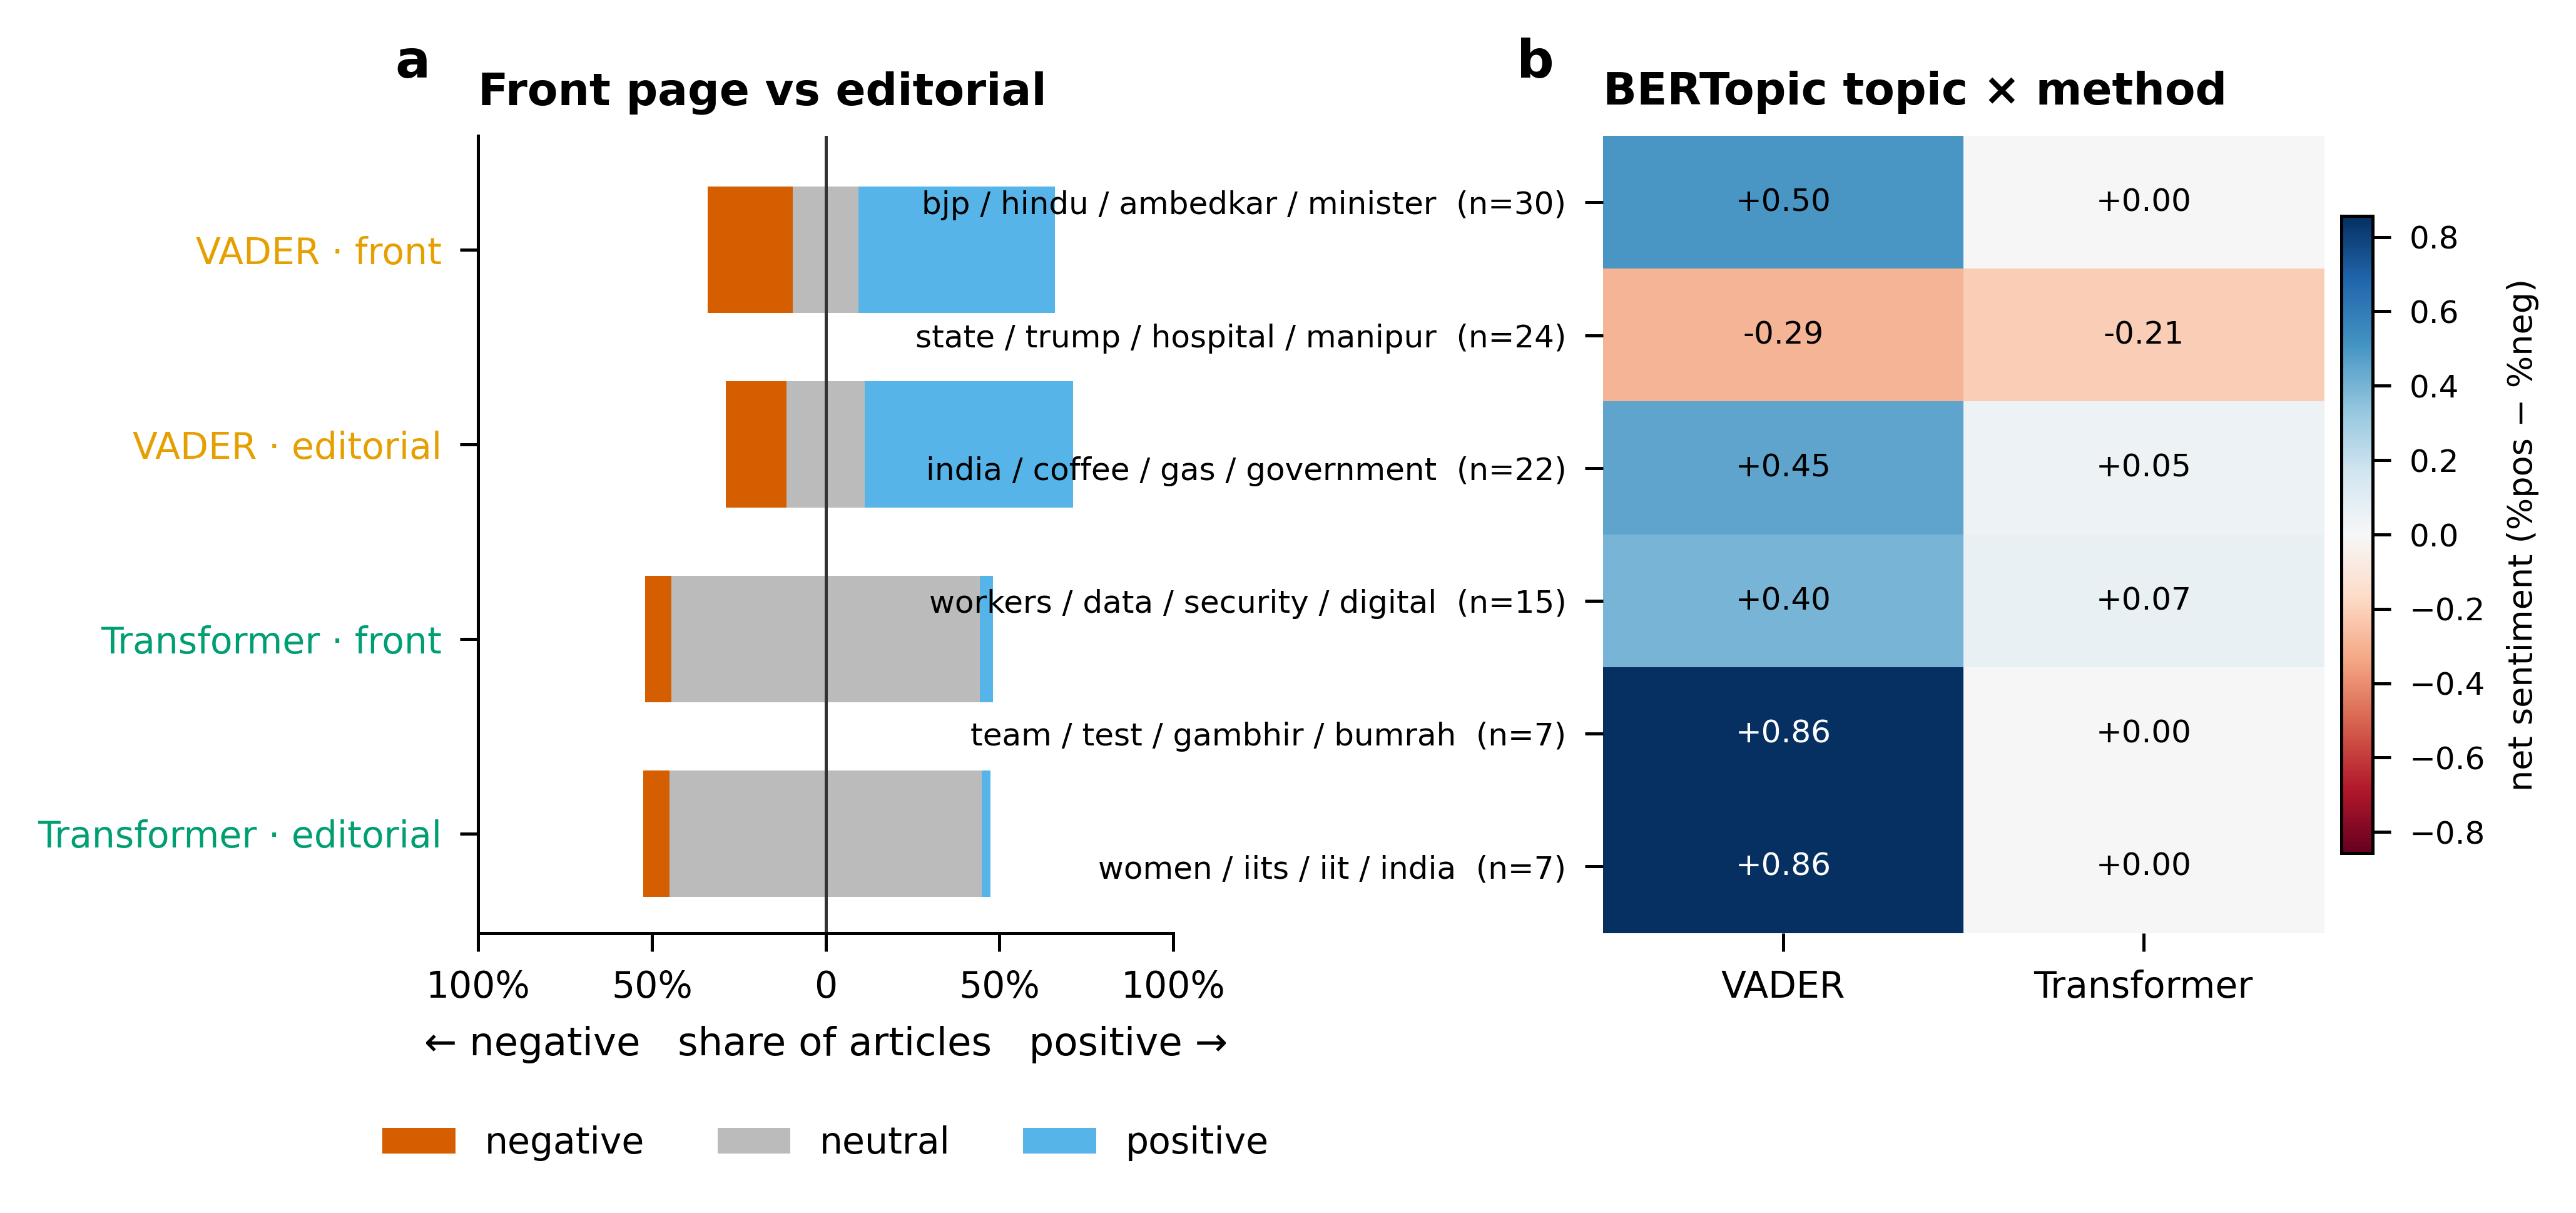 a
Front page vs editorial
VADER · front
VADER · editorial
Transformer · front
Transformer · editorial
100% 50% 0 50% 100%
← negative share of articles positive →
negative neutral positive
b
BERTopic topic × method
bjp / hindu / ambedkar / minister (n=30)
+0.50 +0.00
state / trump / hospital / manipur (n=24)
-0.29 -0.21
india / coffee / gas / government (n=22)
+0.45 +0.05
workers / data / security / digital (n=15)
+0.40 +0.07
team / test / gambhir / bumrah (n=7)
+0.86 +0.00
women / iits / iit / india (n=7)
+0.86 +0.00
VADER Transformer
0.8
0.6
0.4
0.2
0.0
−0.2
−0.4
−0.6
−0.8
net sentiment (%pos − %neg)